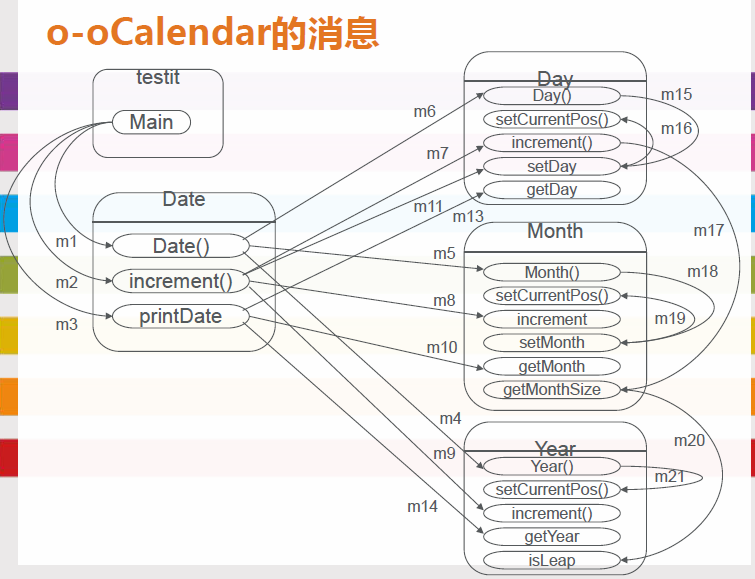 o-oCalendar的消息
testit
Main
Date
Date()
increment()
printDate
m1
m2
m3
m6
m7
m11
m13
m5
m8
m10
m4
m9
m14
Day
Day()
setCurrentPos()
increment()
setDay
getDay
m15
m16
m17
Month
Month()
setCurrentPos()
increment
setMonth
getMonth
getMonthSize
m18
m19
m20
Year
Year()
setCurrentPos()
increment()
getYear
isLeap
m21